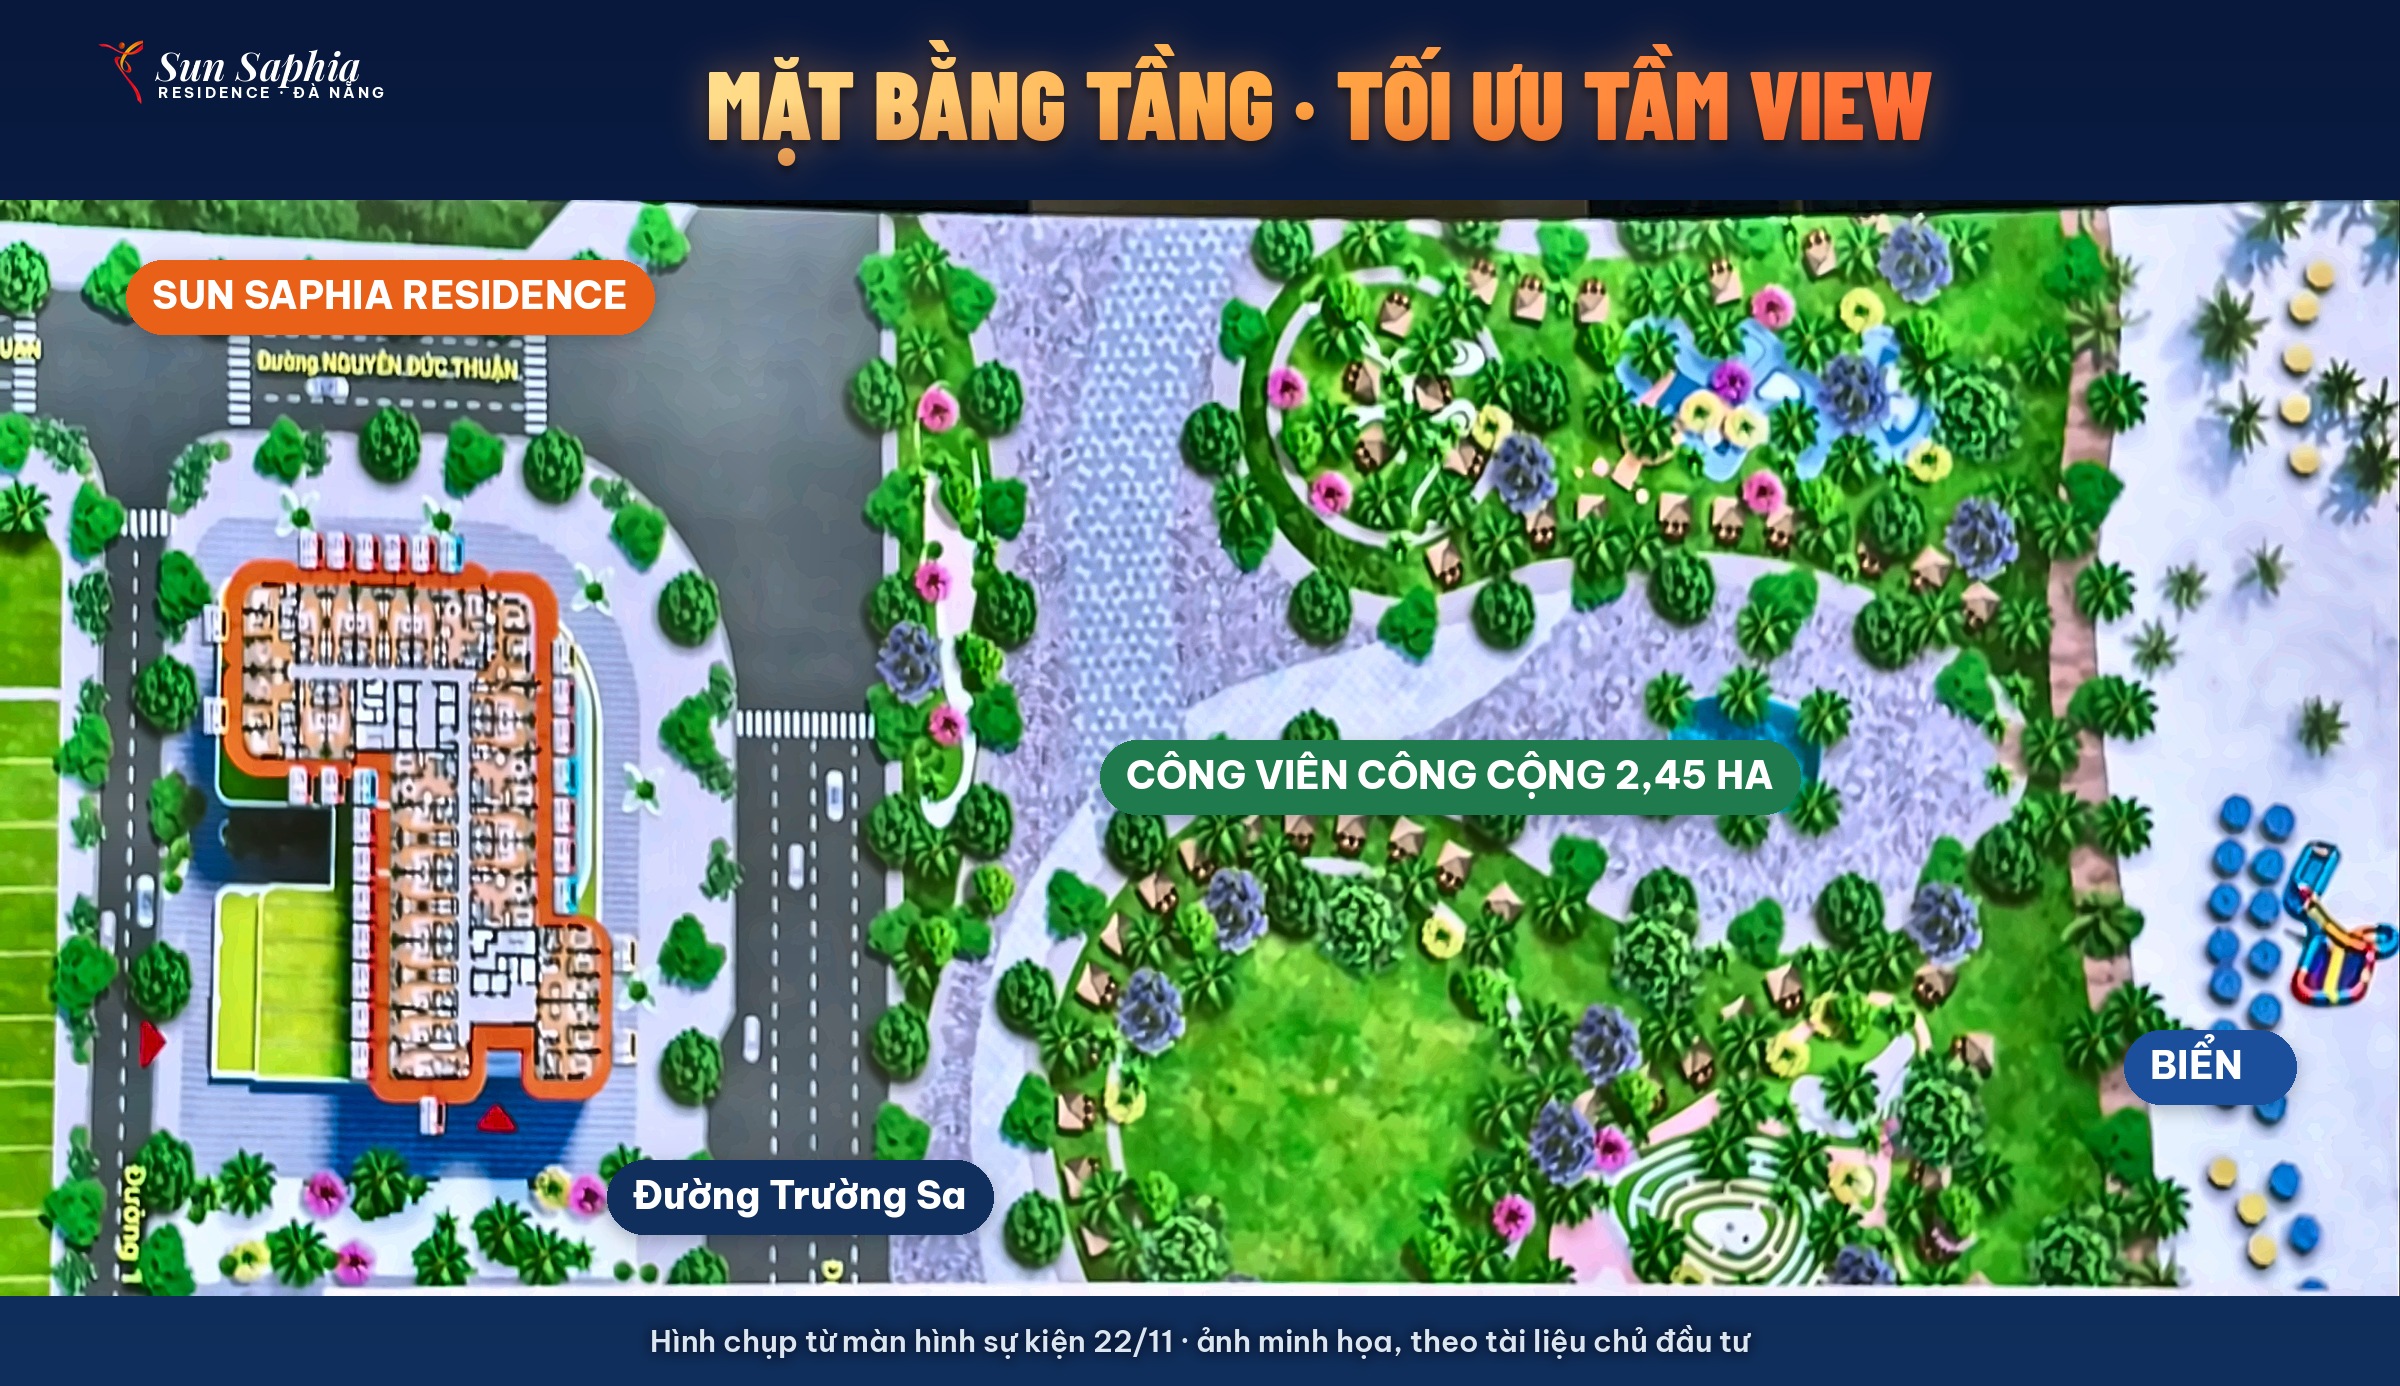 Sun Saphia
RESIDENCE · ĐÀ NẴNG
MẶT BẰNG TẦNG · TỐI ƯU TẦM VIEW
SUN SAPHIA RESIDENCE
Đường NGUYỄN ĐỨC THUẬN
CÔNG VIÊN CÔNG CỘNG 2,45 HA
BIỂN
Đường Trường Sa
Đường 1
Hình chụp từ màn hình sự kiện 22/11 · ảnh minh họa, theo tài liệu chủ đầu tư